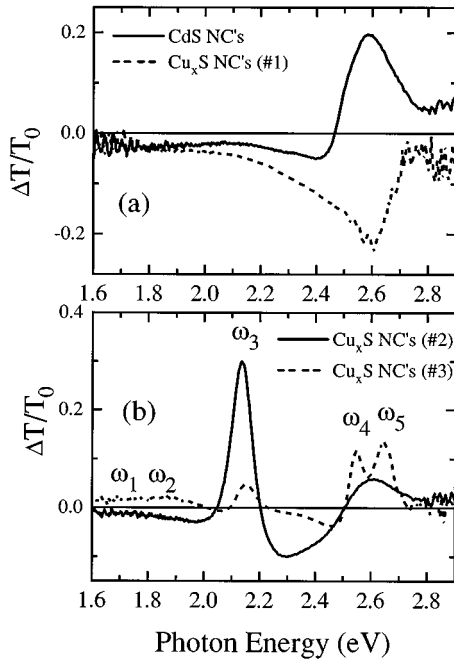 0.2
CdS NC's
CuₓS NC's (#1)
0.0
ΔT/T₀
(a)
-0.2
1.6 1.8 2.0 2.2 2.4 2.6 2.8
0.4
ω₃
CuₓS NC's (#2)
CuₓS NC's (#3)
ΔT/T₀
(b)
0.2
ω₄ ω₅
ω₁ ω₂
0.0
1.6 1.8 2.0 2.2 2.4 2.6 2.8
Photon Energy (eV)